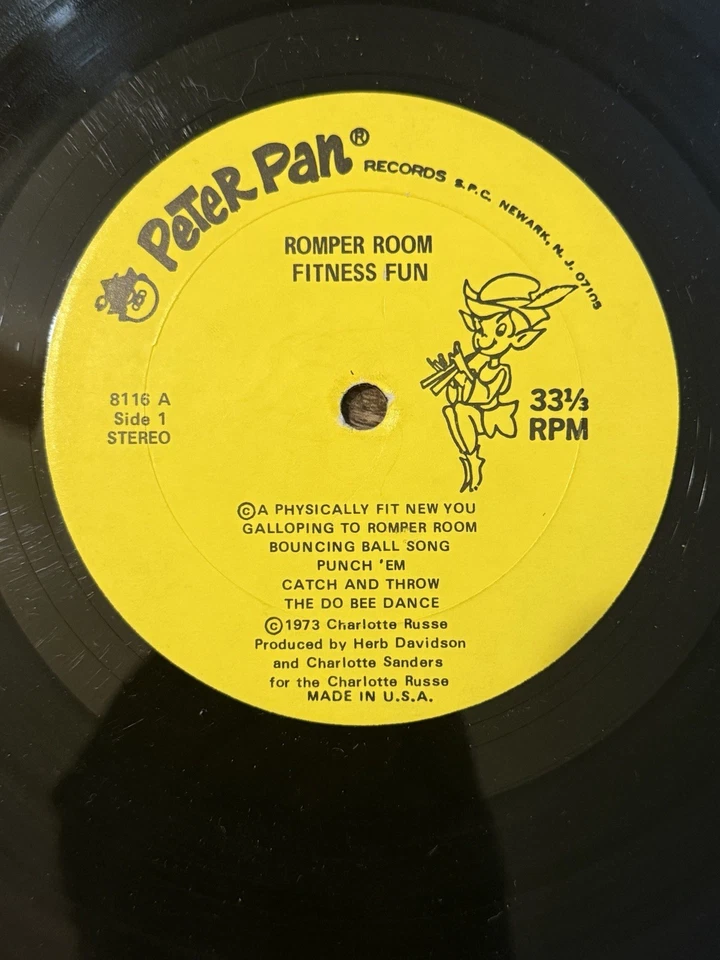 PETER Pan®
RECORDS S.P.C. NEWARK, N. J. 07105
ROMPER ROOM
FITNESS FUN
8116 A
Side 1
STEREO
33⅓
RPM
©A PHYSICALLY FIT NEW YOU
GALLOPING TO ROMPER ROOM
BOUNCING BALL SONG
PUNCH 'EM
CATCH AND THROW
THE DO BEE DANCE
©1973 Charlotte Russe
Produced by Herb Davidson
and Charlotte Sanders
for the Charlotte Russe
MADE IN U.S.A.